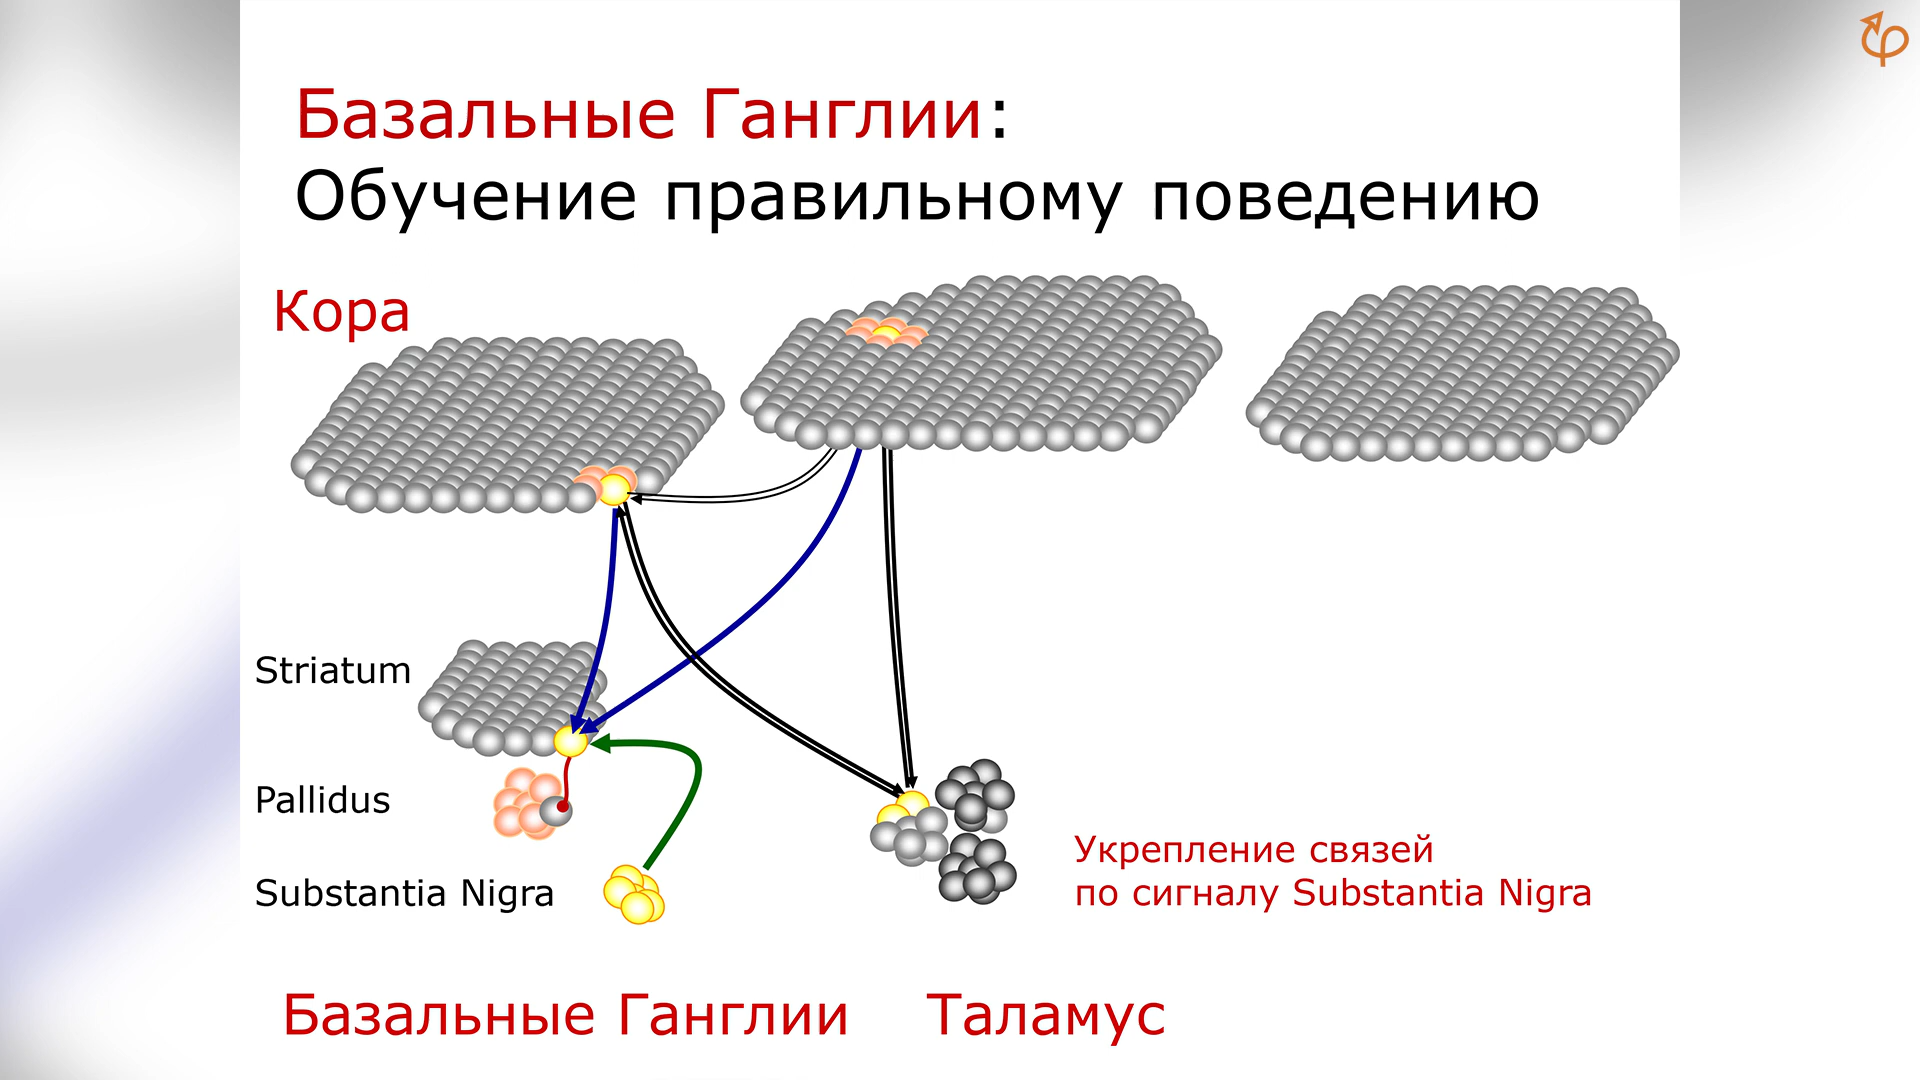 Базальные Ганглии:
Обучение правильному поведению
Кора
Striatum
Pallidus
Substantia Nigra
Укрепление связей
по сигналу Substantia Nigra
Базальные Ганглии
Таламус